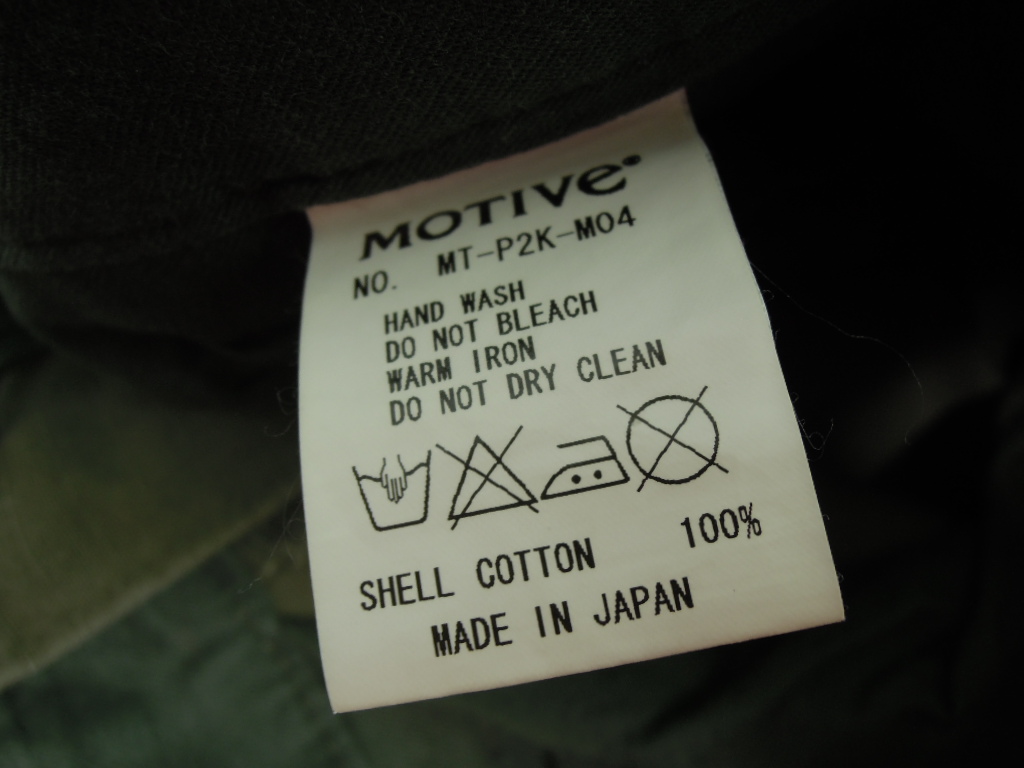 MOTIVE
NO. MT-P2K-M04
HAND WASH
DO NOT BLEACH
WARM IRON
DO NOT DRY CLEAN
SHELL COTTON 100%
MADE IN JAPAN